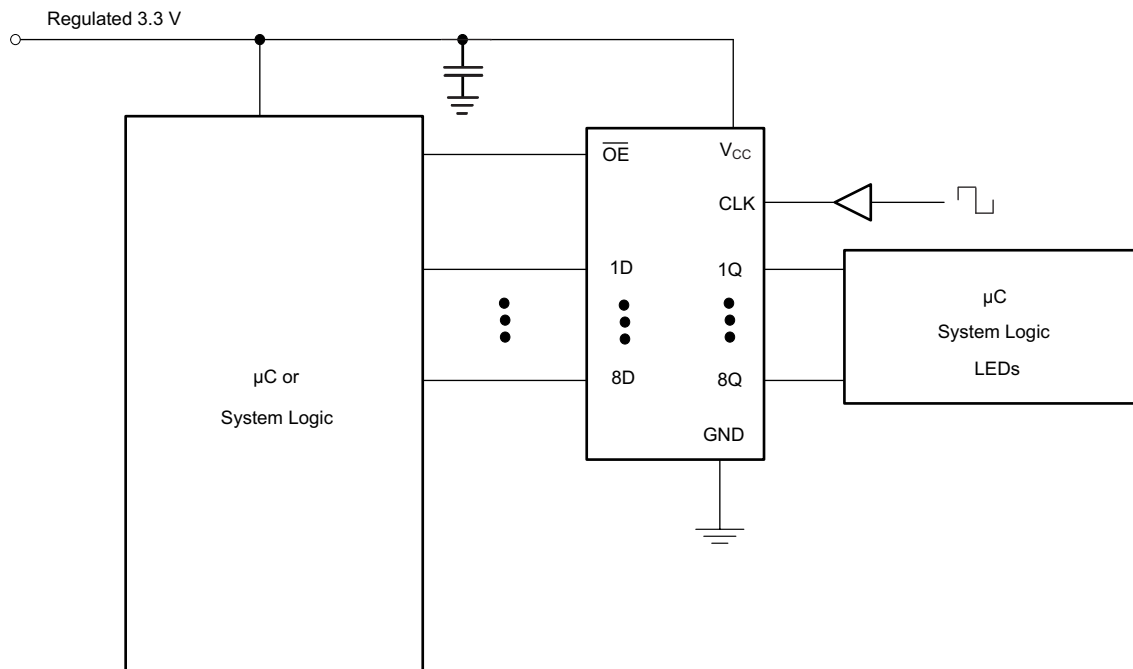 Regulated 3.3 V
OE
VCC
CLK
1D
1Q
8D
8Q
GND
µC or
System Logic
µC
System Logic
LEDs